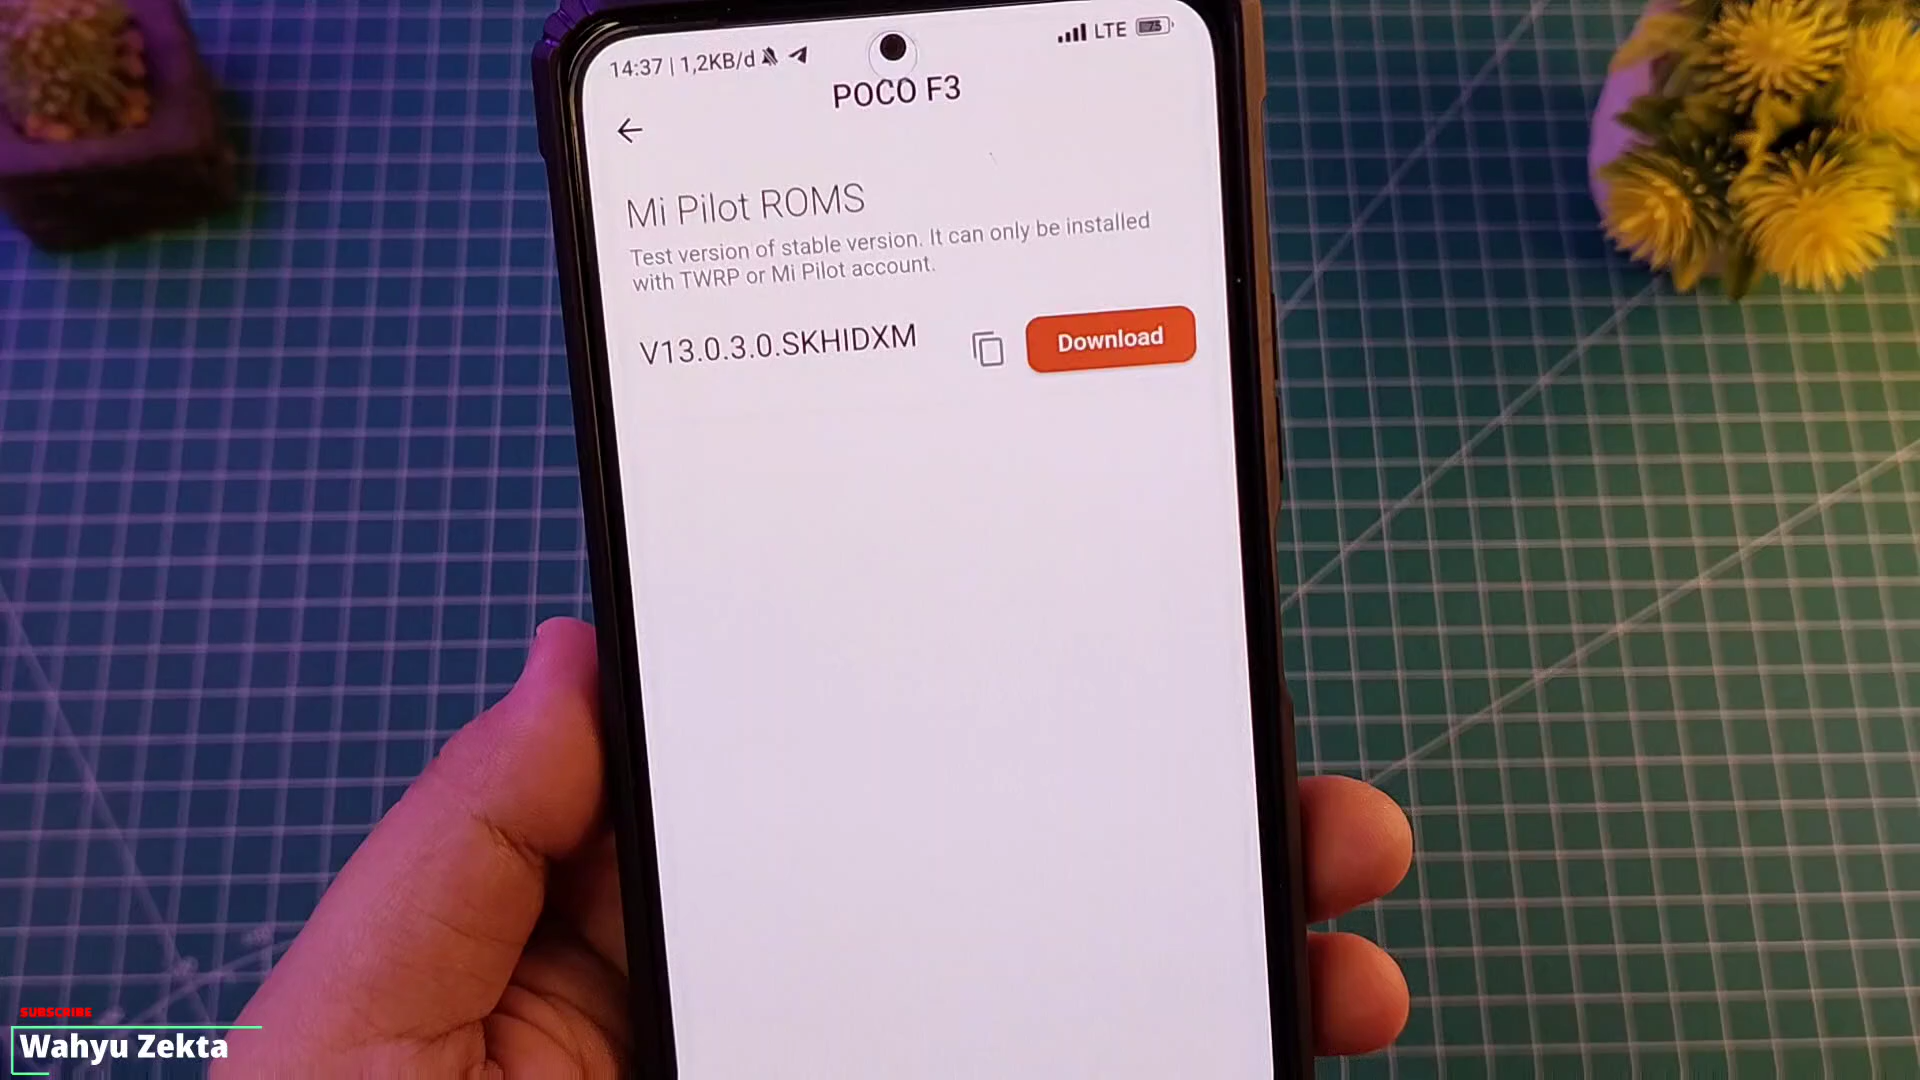 14:37 | 1,2KB/d
LTE 75
POCO F3
Mi Pilot ROMS
Test version of stable version. It can only be installed
with TWRP or Mi Pilot account.
V13.0.3.0.SKHIDXM
Download
SUBSCRIBE
Wahyu Zekta